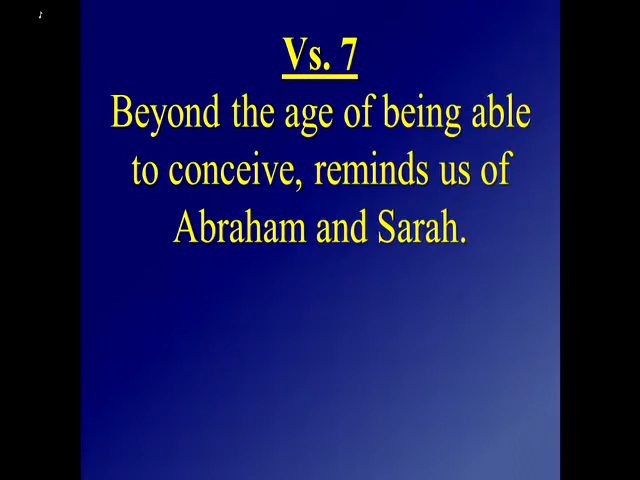 Vs. 7
Beyond the age of being able
to conceive, reminds us of
Abraham and Sarah.